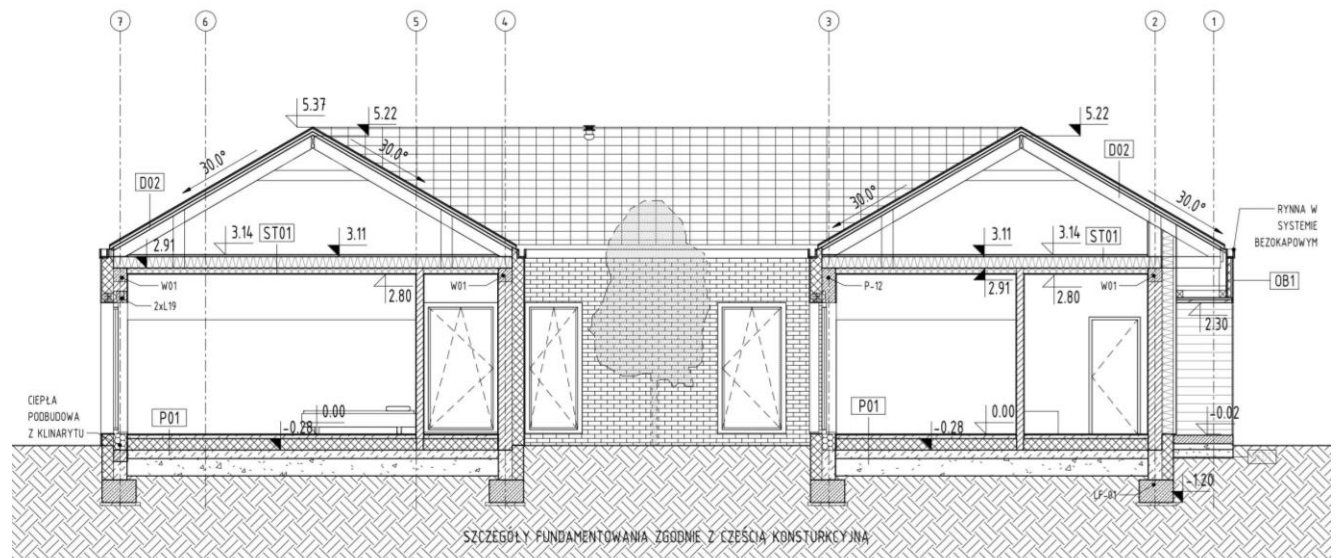 7 6 5 4 3 2 1
5.37
5.22
5.22
30.0°
30.0°
30.0°
30.0°
D02
D02
RYNNA W
SYSTEMIE
BEZOKAPOWYM
2.91
3.14
ST01
3.11
3.11
3.14
ST01
W01
2xL19
2.80
W01
P-12
2.91
2.80
W01
OB1
2.30
CIEPŁA
PODBUDOWA
Z KLINARYTU
P01
-0.28
0.00
P01
-0.28
0.00
-0.02
LF-01
-1.20
SZCZEGÓŁY FUNDAMENTOWANIA ZGODNIE Z CZĘŚCIĄ KONSTURKCYJNĄ